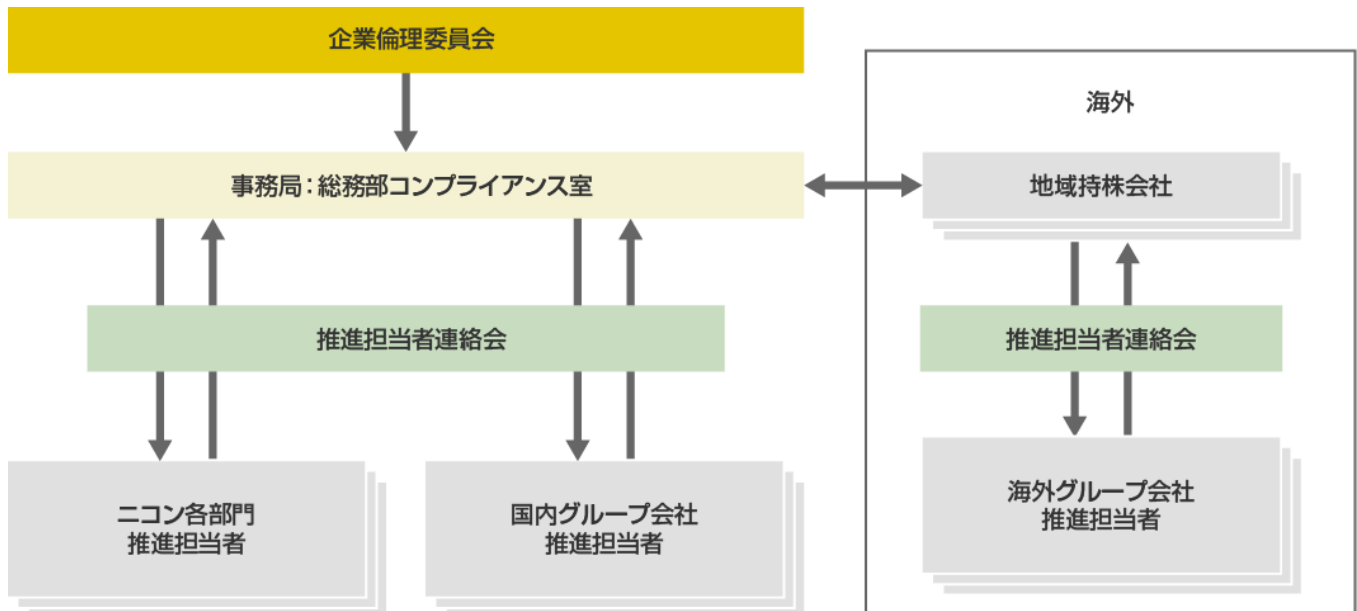 企業倫理委員会
海外
事務局：総務部コンプライアンス室
地域持株会社
推進担当者連絡会
推進担当者連絡会
ニコン各部門
推進担当者
国内グループ会社
推進担当者
海外グループ会社
推進担当者